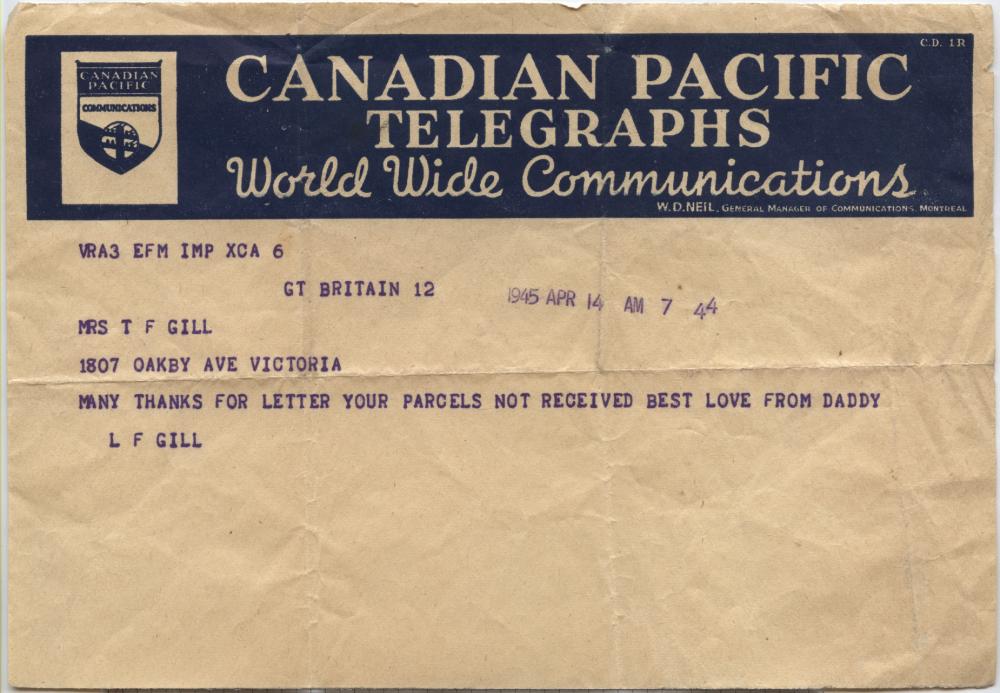 C.D. 1R
CANADIAN
PACIFIC
COMMUNICATIONS
CANADIAN PACIFIC
TELEGRAPHS
World Wide Communications
W.D. NEIL, GENERAL MANAGER OF COMMUNICATIONS. MONTREAL
VRA3 EFM IMP XCA 6
GT BRITAIN 12 1945 APR 14 AM 7 44
MRS T F GILL
1807 OAKBY AVE VICTORIA
MANY THANKS FOR LETTER YOUR PARCELS NOT RECEIVED BEST LOVE FROM DADDY
L F GILL